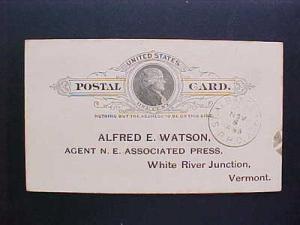 UNITED STATES
POSTAL CARD.
NOTHING BUT THE ADDRESS TO BE ON THIS SIDE.
NOV
ALFRED E. WATSON,
AGENT N. E. ASSOCIATED PRESS.
White River Junction,
Vermont.